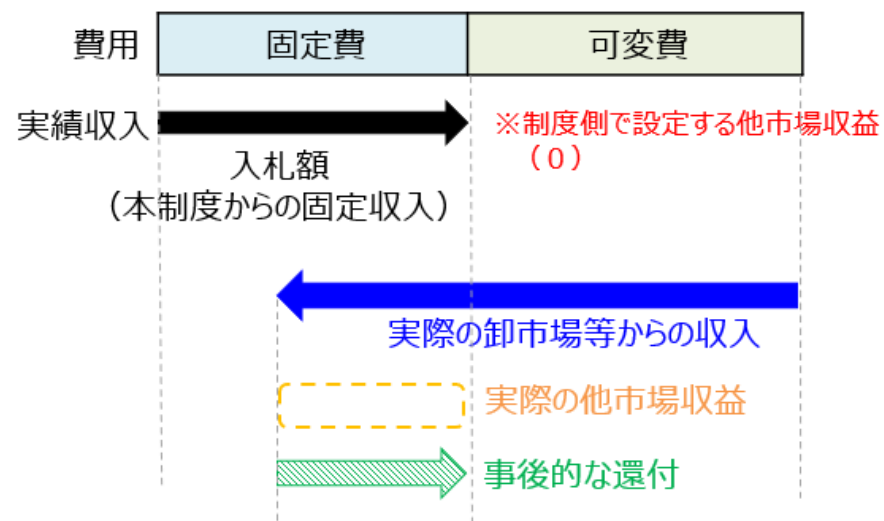 費用
固定費
可変費
実績収入
※制度側で設定する他市場収益
（０）
入札額
（本制度からの固定収入）
実際の卸市場等からの収入
実際の他市場収益
事後的な還付